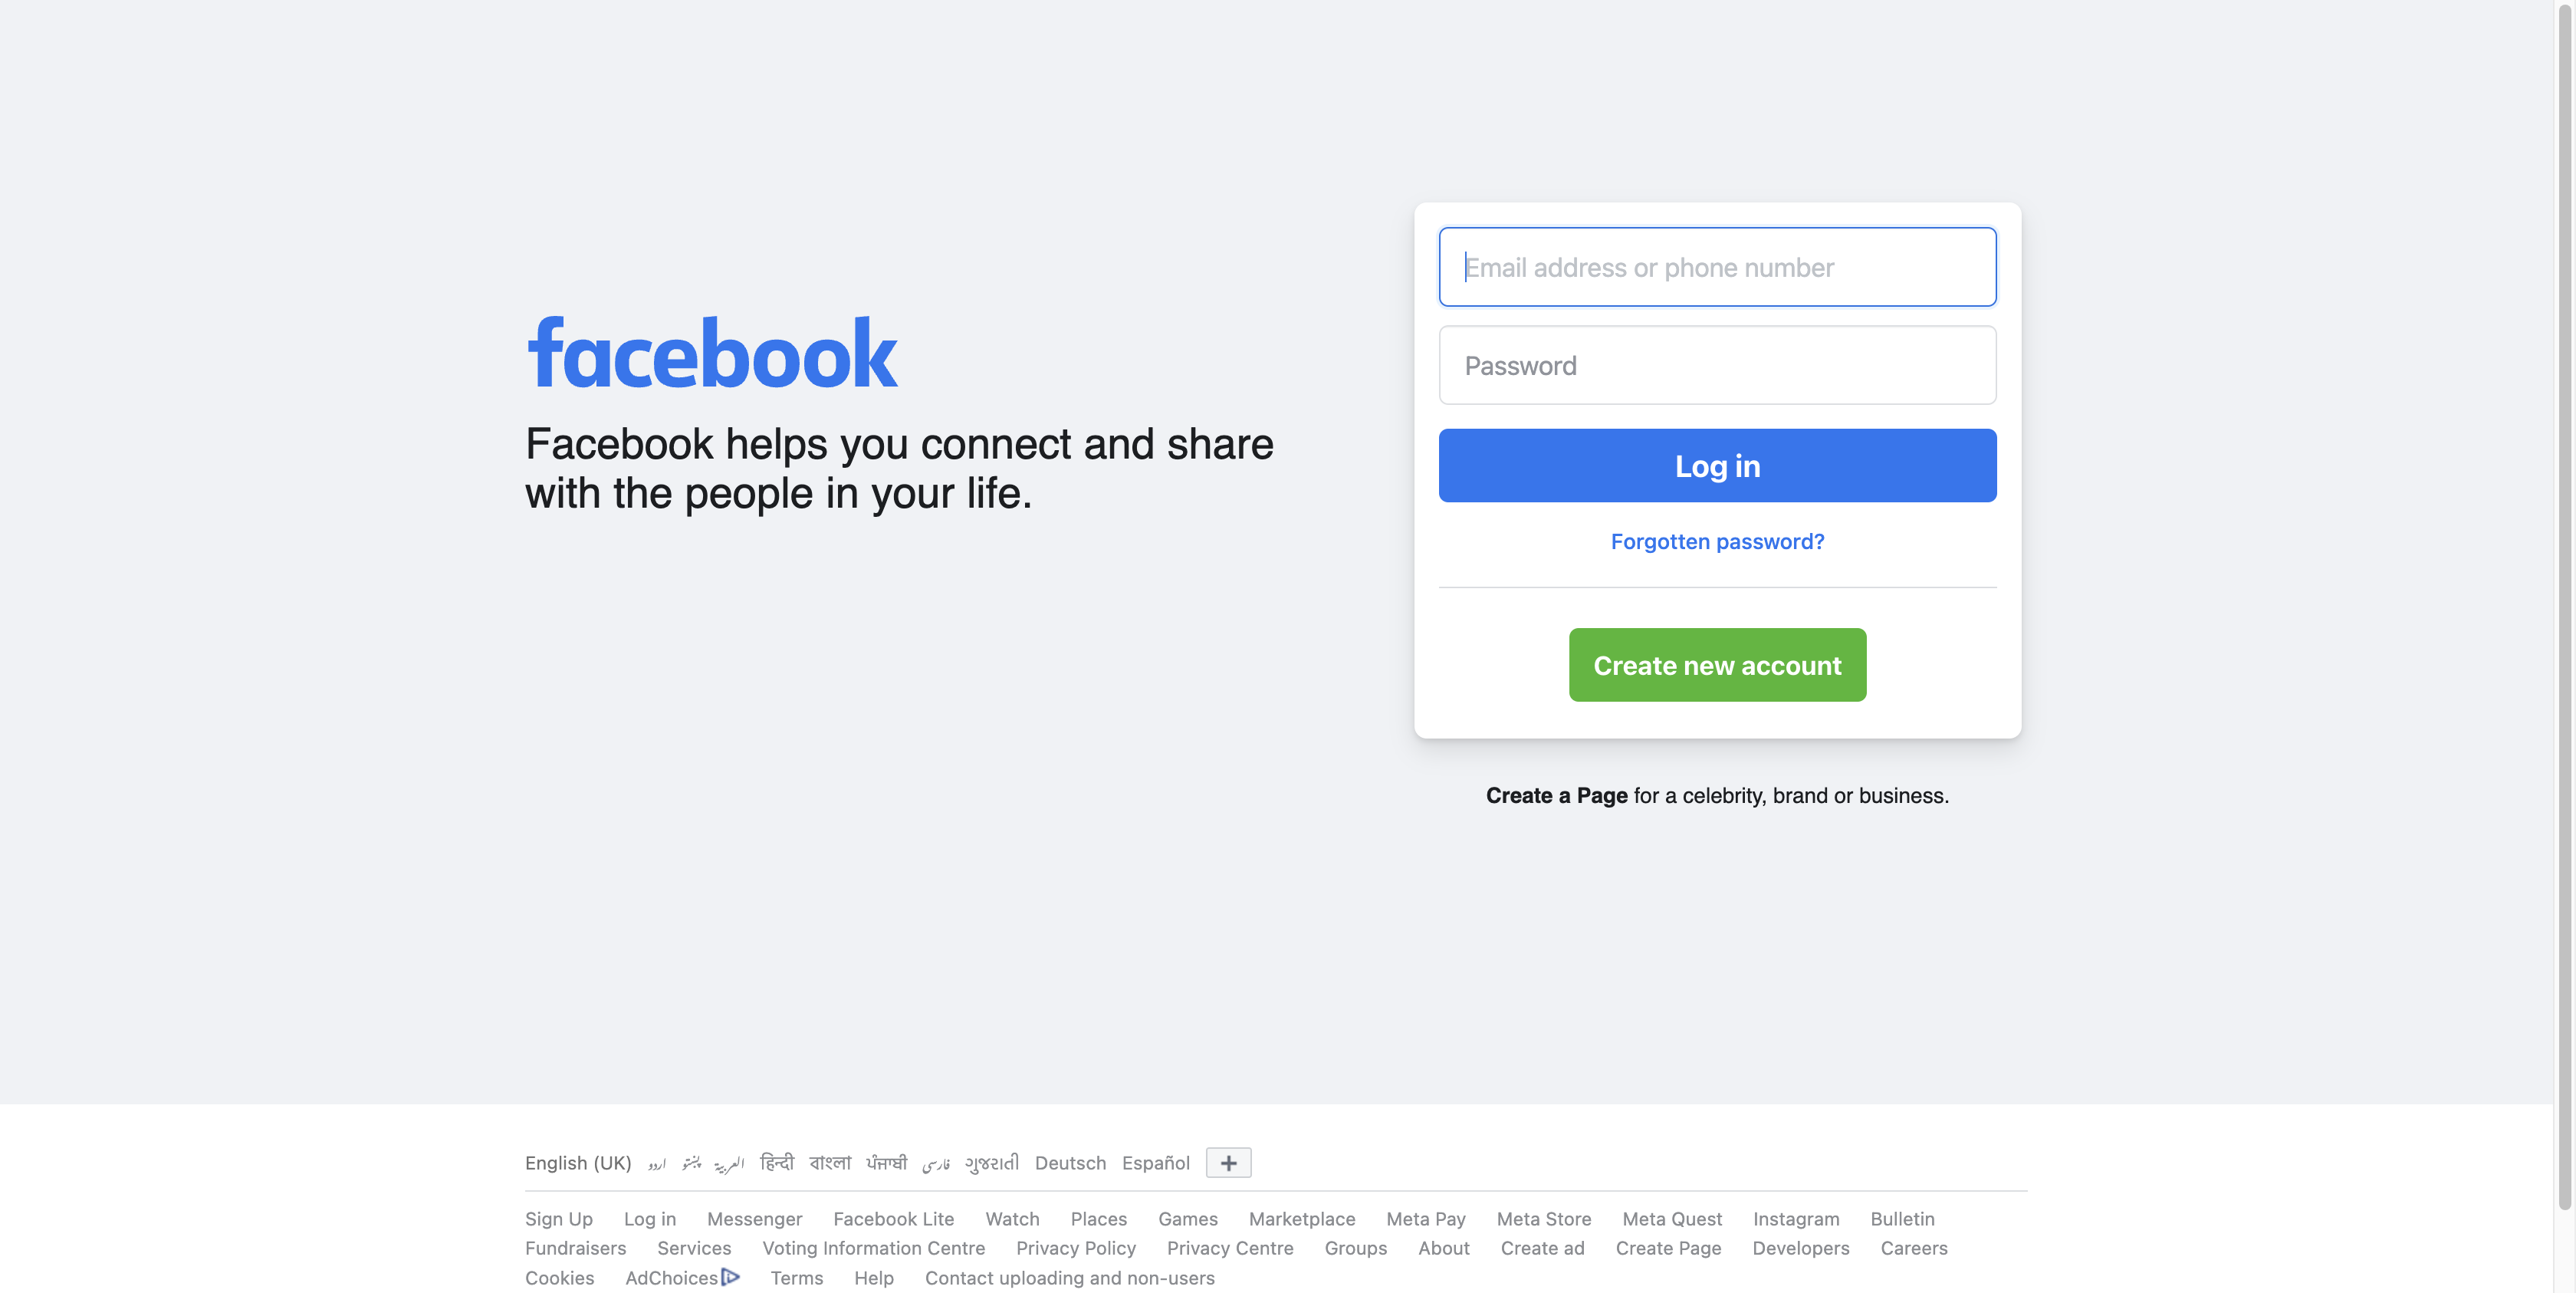 facebook
Facebook helps you connect and share
with the people in your life.
Email address or phone number
Password
Log in
Forgotten password?
Create new account
Create a Page for a celebrity, brand or business.
English (UK) اردو پښتو العربية हिन्दी বাংলা ਪੰਜਾਬੀ فارسی ગુજરાતી Deutsch Español +
Sign Up Log in Messenger Facebook Lite Watch Places Games Marketplace Meta Pay Meta Store Meta Quest Instagram Bulletin
Fundraisers Services Voting Information Centre Privacy Policy Privacy Centre Groups About Create ad Create Page Developers Careers
Cookies AdChoices Terms Help Contact uploading and non-users